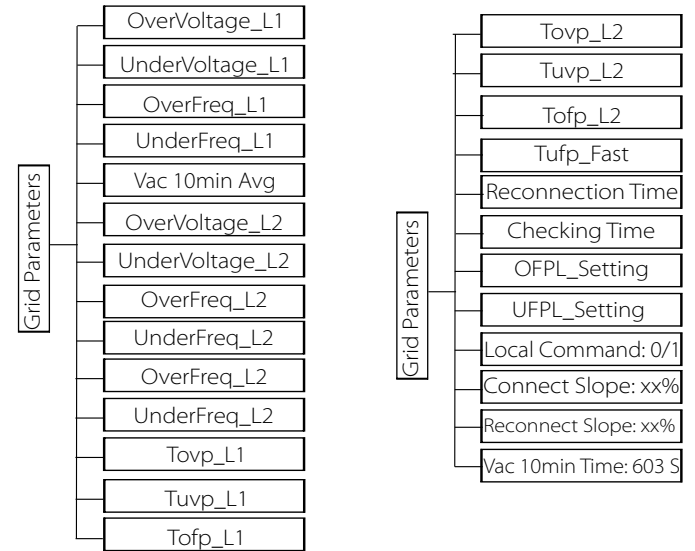 Grid Parameters
OverVoltage_L1
UnderVoltage_L1
OverFreq_L1
UnderFreq_L1
Vac 10min Avg
OverVoltage_L2
UnderVoltage_L2
OverFreq_L2
UnderFreq_L2
OverFreq_L2
UnderFreq_L2
Tovp_L1
Tuvp_L1
Tofp_L1
Grid Parameters
Tovp_L2
Tuvp_L2
Tofp_L2
Tufp_Fast
Reconnection Time
Checking Time
OFPL_Setting
UFPL_Setting
Local Command: 0/1
Connect Slope: xx%
Reconnect Slope: xx%
Vac 10min Time: 603 S